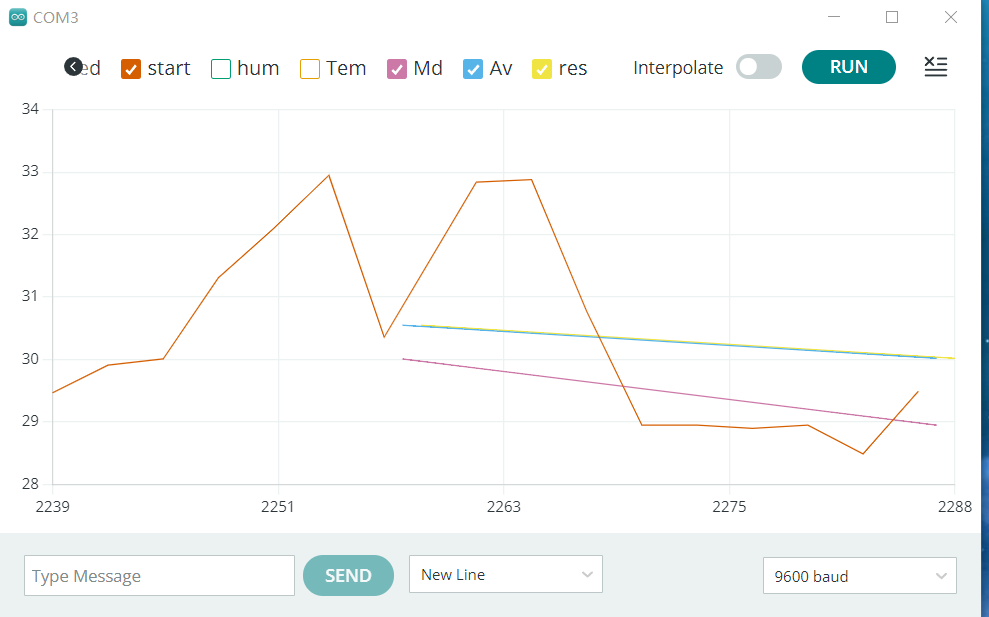 COM3
ed start hum Tem Md Av res Interpolate RUN
34
33
32
31
30
29
28
2239 2251 2263 2275 2288
Type Message SEND New Line 9600 baud